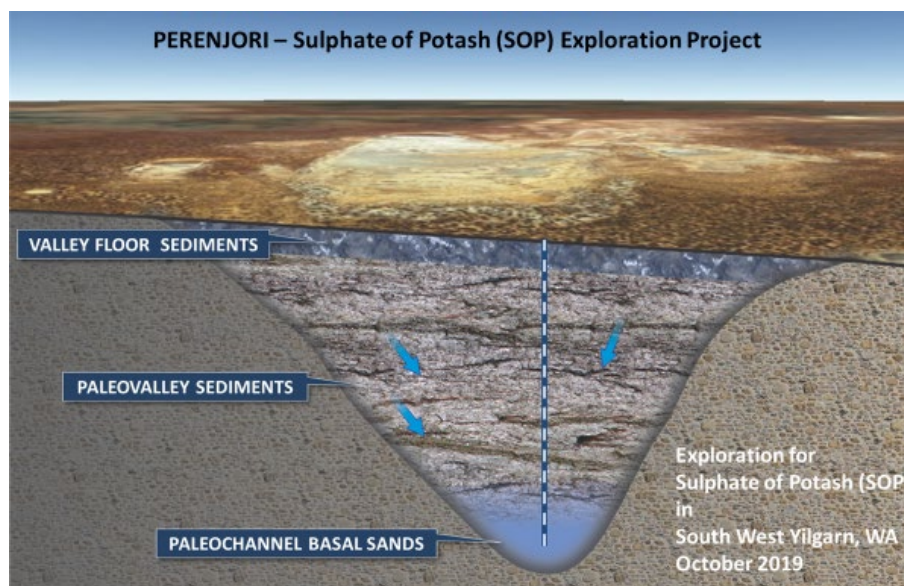 PERENJORI – Sulphate of Potash (SOP) Exploration Project
VALLEY FLOOR SEDIMENTS
PALEOVALLEY SEDIMENTS
PALEOCHANNEL BASAL SANDS
Exploration for
Sulphate of Potash (SOP
in
South West Yilgarn, WA
October 2019